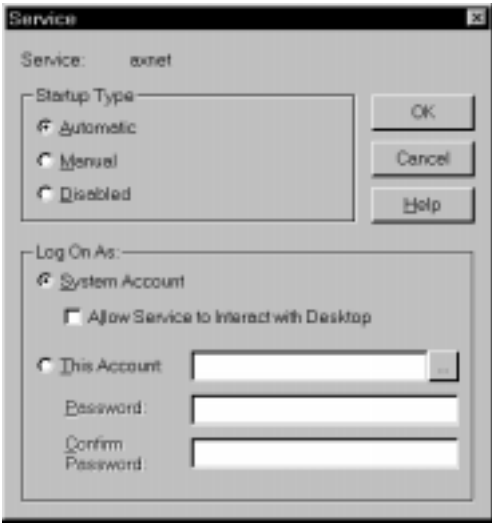 Service
Service: axnet
Startup Type
Automatic
Manual
Disabled
OK
Cancel
Help
Log On As:
System Account
Allow Service to Interact with Desktop
This Account
...
Password:
Confirm
Password: